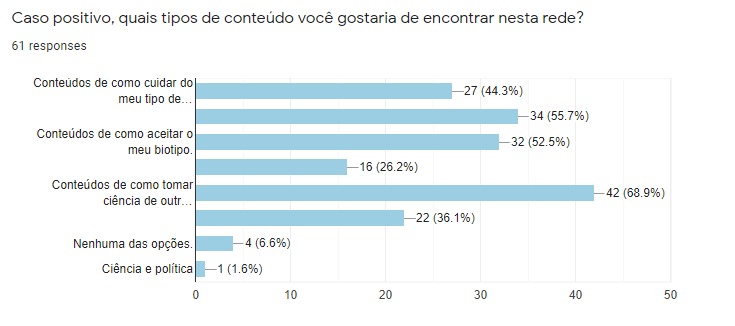 Caso positivo, quais tipos de conteúdo você gostaria de encontrar nesta rede?
61 responses
Conteúdos de como cuidar do
meu tipo de…
27 (44.3%)
34 (55.7%)
Conteúdos de como aceitar o
meu biotipo.
32 (52.5%)
16 (26.2%)
Conteúdos de como tomar
ciência de outr…
42 (68.9%)
22 (36.1%)
Nenhuma das opções.
4 (6.6%)
Ciência e política
1 (1.6%)
0 10 20 30 40 50